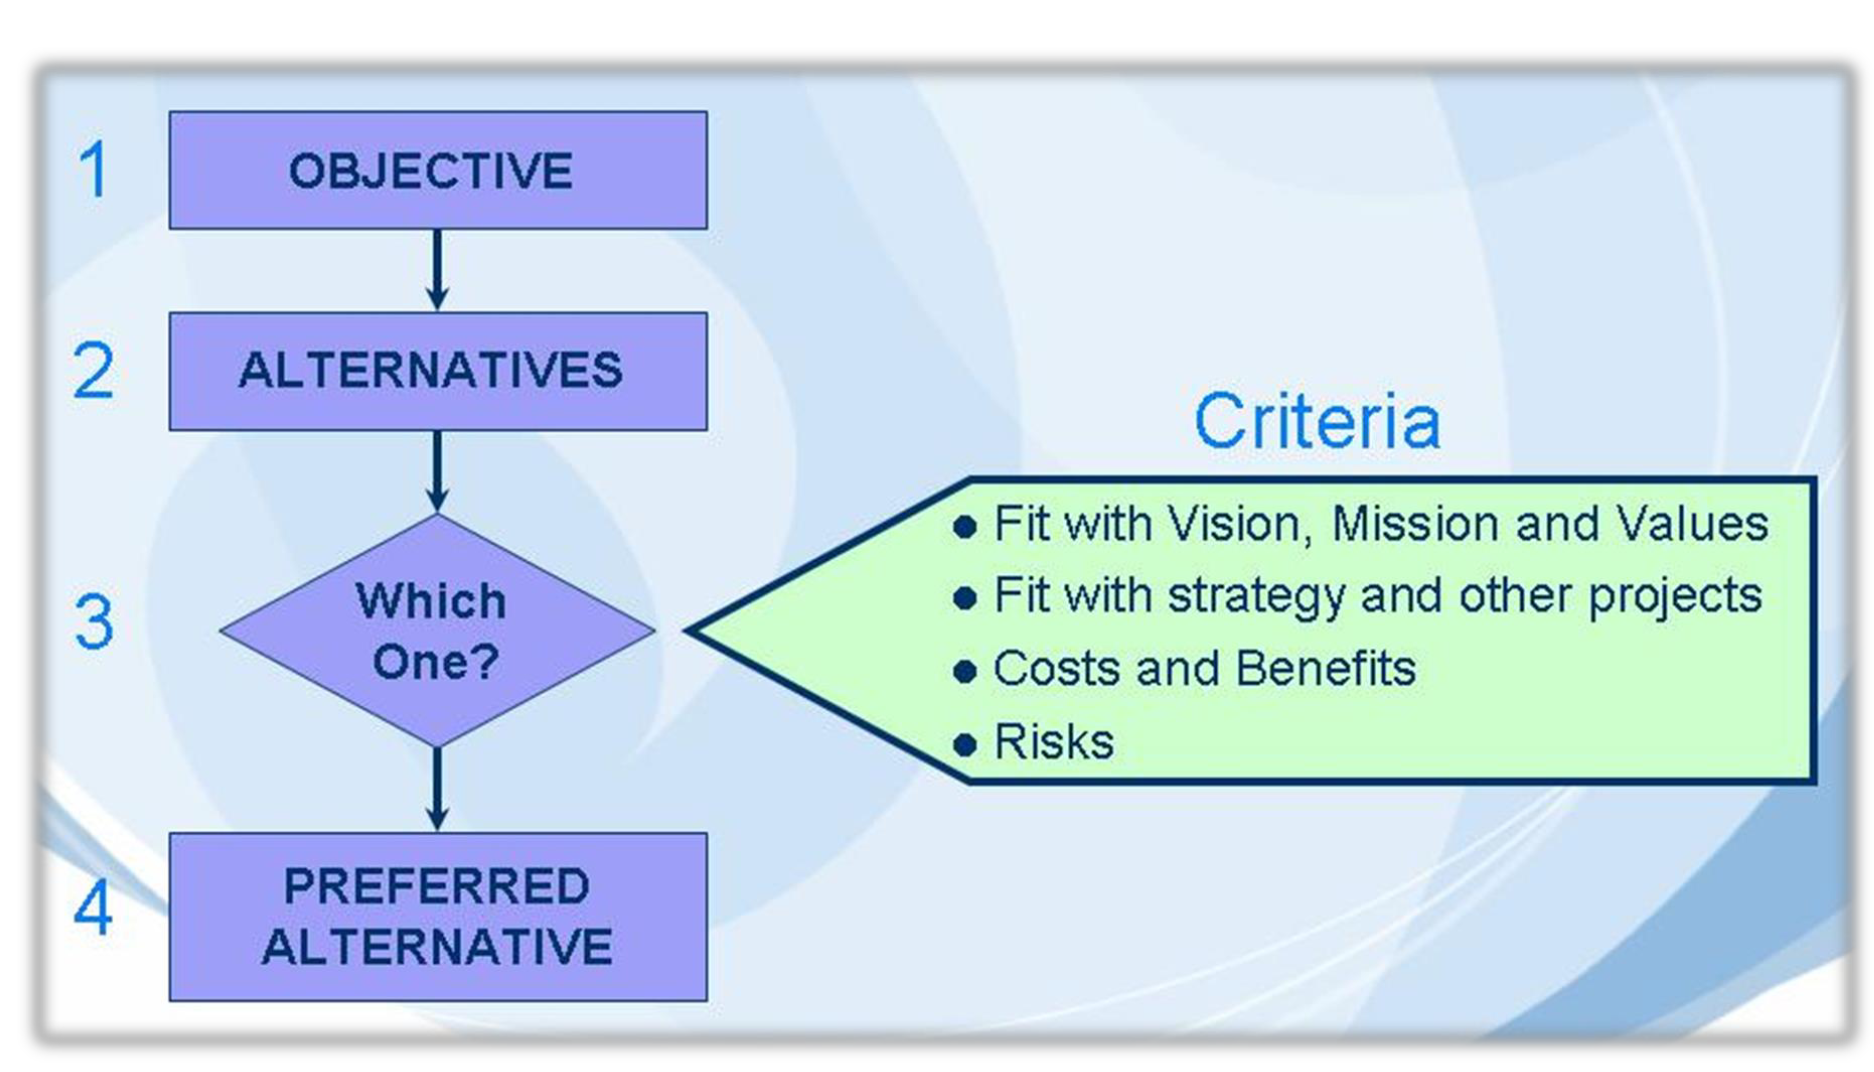 1
OBJECTIVE
2
ALTERNATIVES
3
Which
One?
Criteria
● Fit with Vision, Mission and Values
● Fit with strategy and other projects
● Costs and Benefits
● Risks
4
PREFERRED
ALTERNATIVE